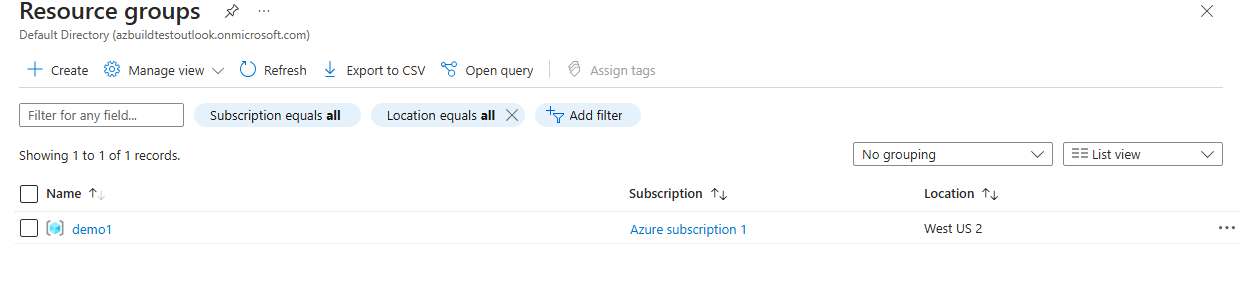 Resource groups
Default Directory (azbuildtestoutlook.onmicrosoft.com)
Create Manage view Refresh Export to CSV Open query Assign tags
Filter for any field... Subscription equals all Location equals all Add filter
Showing 1 to 1 of 1 records. No grouping List view
Name Subscription Location
demo1 Azure subscription 1 West US 2